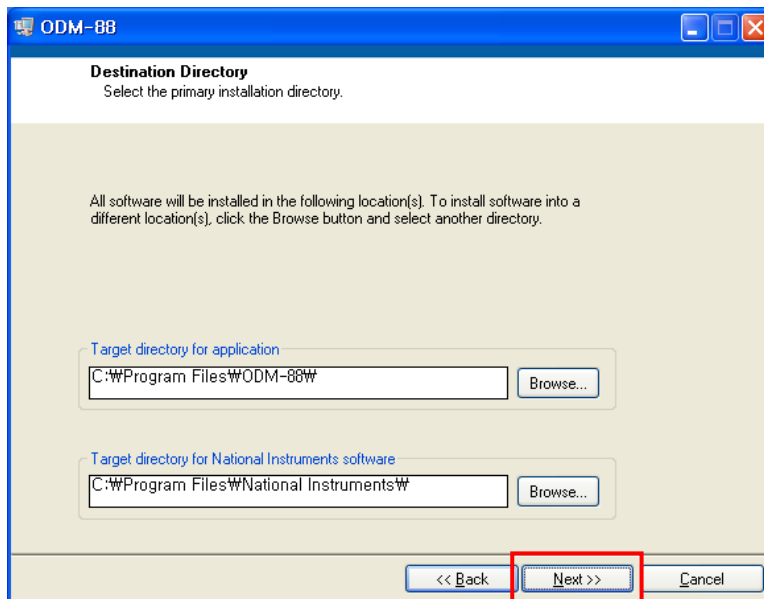 ODM-88
Destination Directory
Select the primary installation directory.
All software will be installed in the following location(s). To install software into a
different location(s), click the Browse button and select another directory.
Target directory for application
C:₩Program Files₩ODM-88₩
Browse...
Target directory for National Instruments software
C:₩Program Files₩National Instruments₩
Browse...
<< Back
Next >>
Cancel